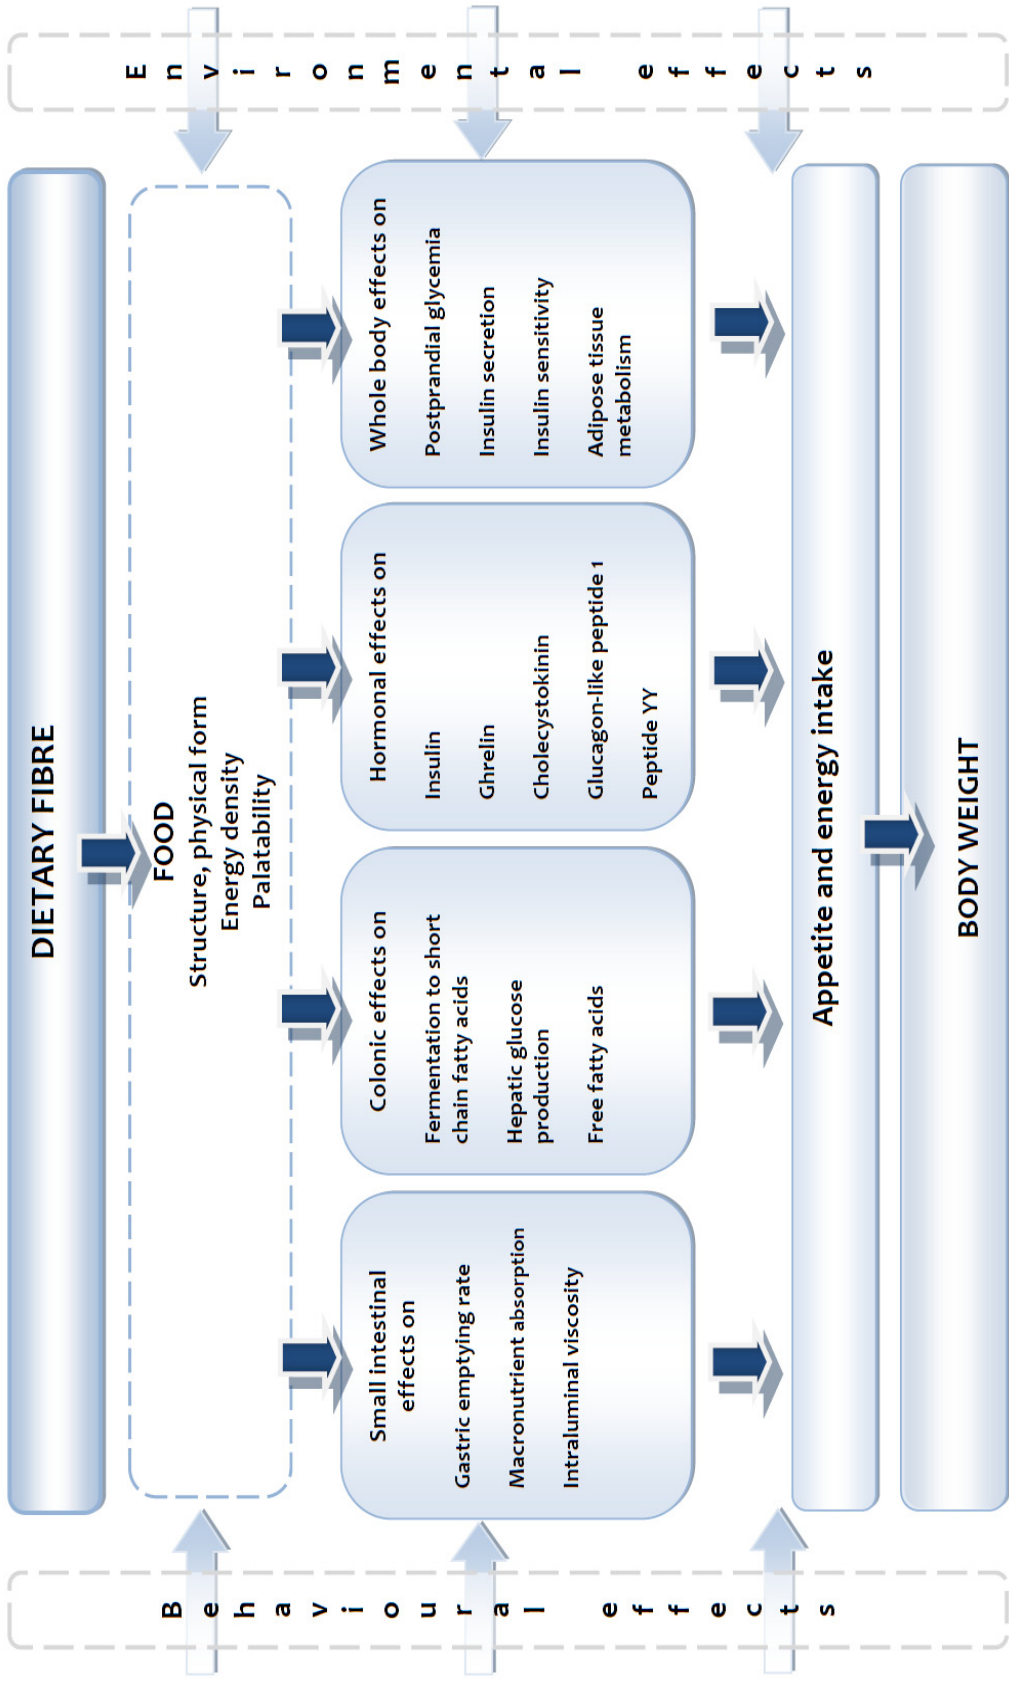 DIETARY FIBRE
FOOD
Structure, physical form
Energy density
Palatability
Small intestinal
effects on
Gastric emptying rate
Macronutrient absorption
Intraluminal viscosity
Colonic effects on
Fermentation to short
chain fatty acids
Hepatic glucose
production
Free fatty acids
Hormonal effects on
Insulin
Ghrelin
Cholecystokinin
Glucagon-like peptide 1
Peptide YY
Whole body effects on
Postprandial glycemia
Insulin secretion
Insulin sensitivity
Adipose tissue
metabolism
Appetite and energy intake
BODY WEIGHT
Behavioural effects
Environmental effects